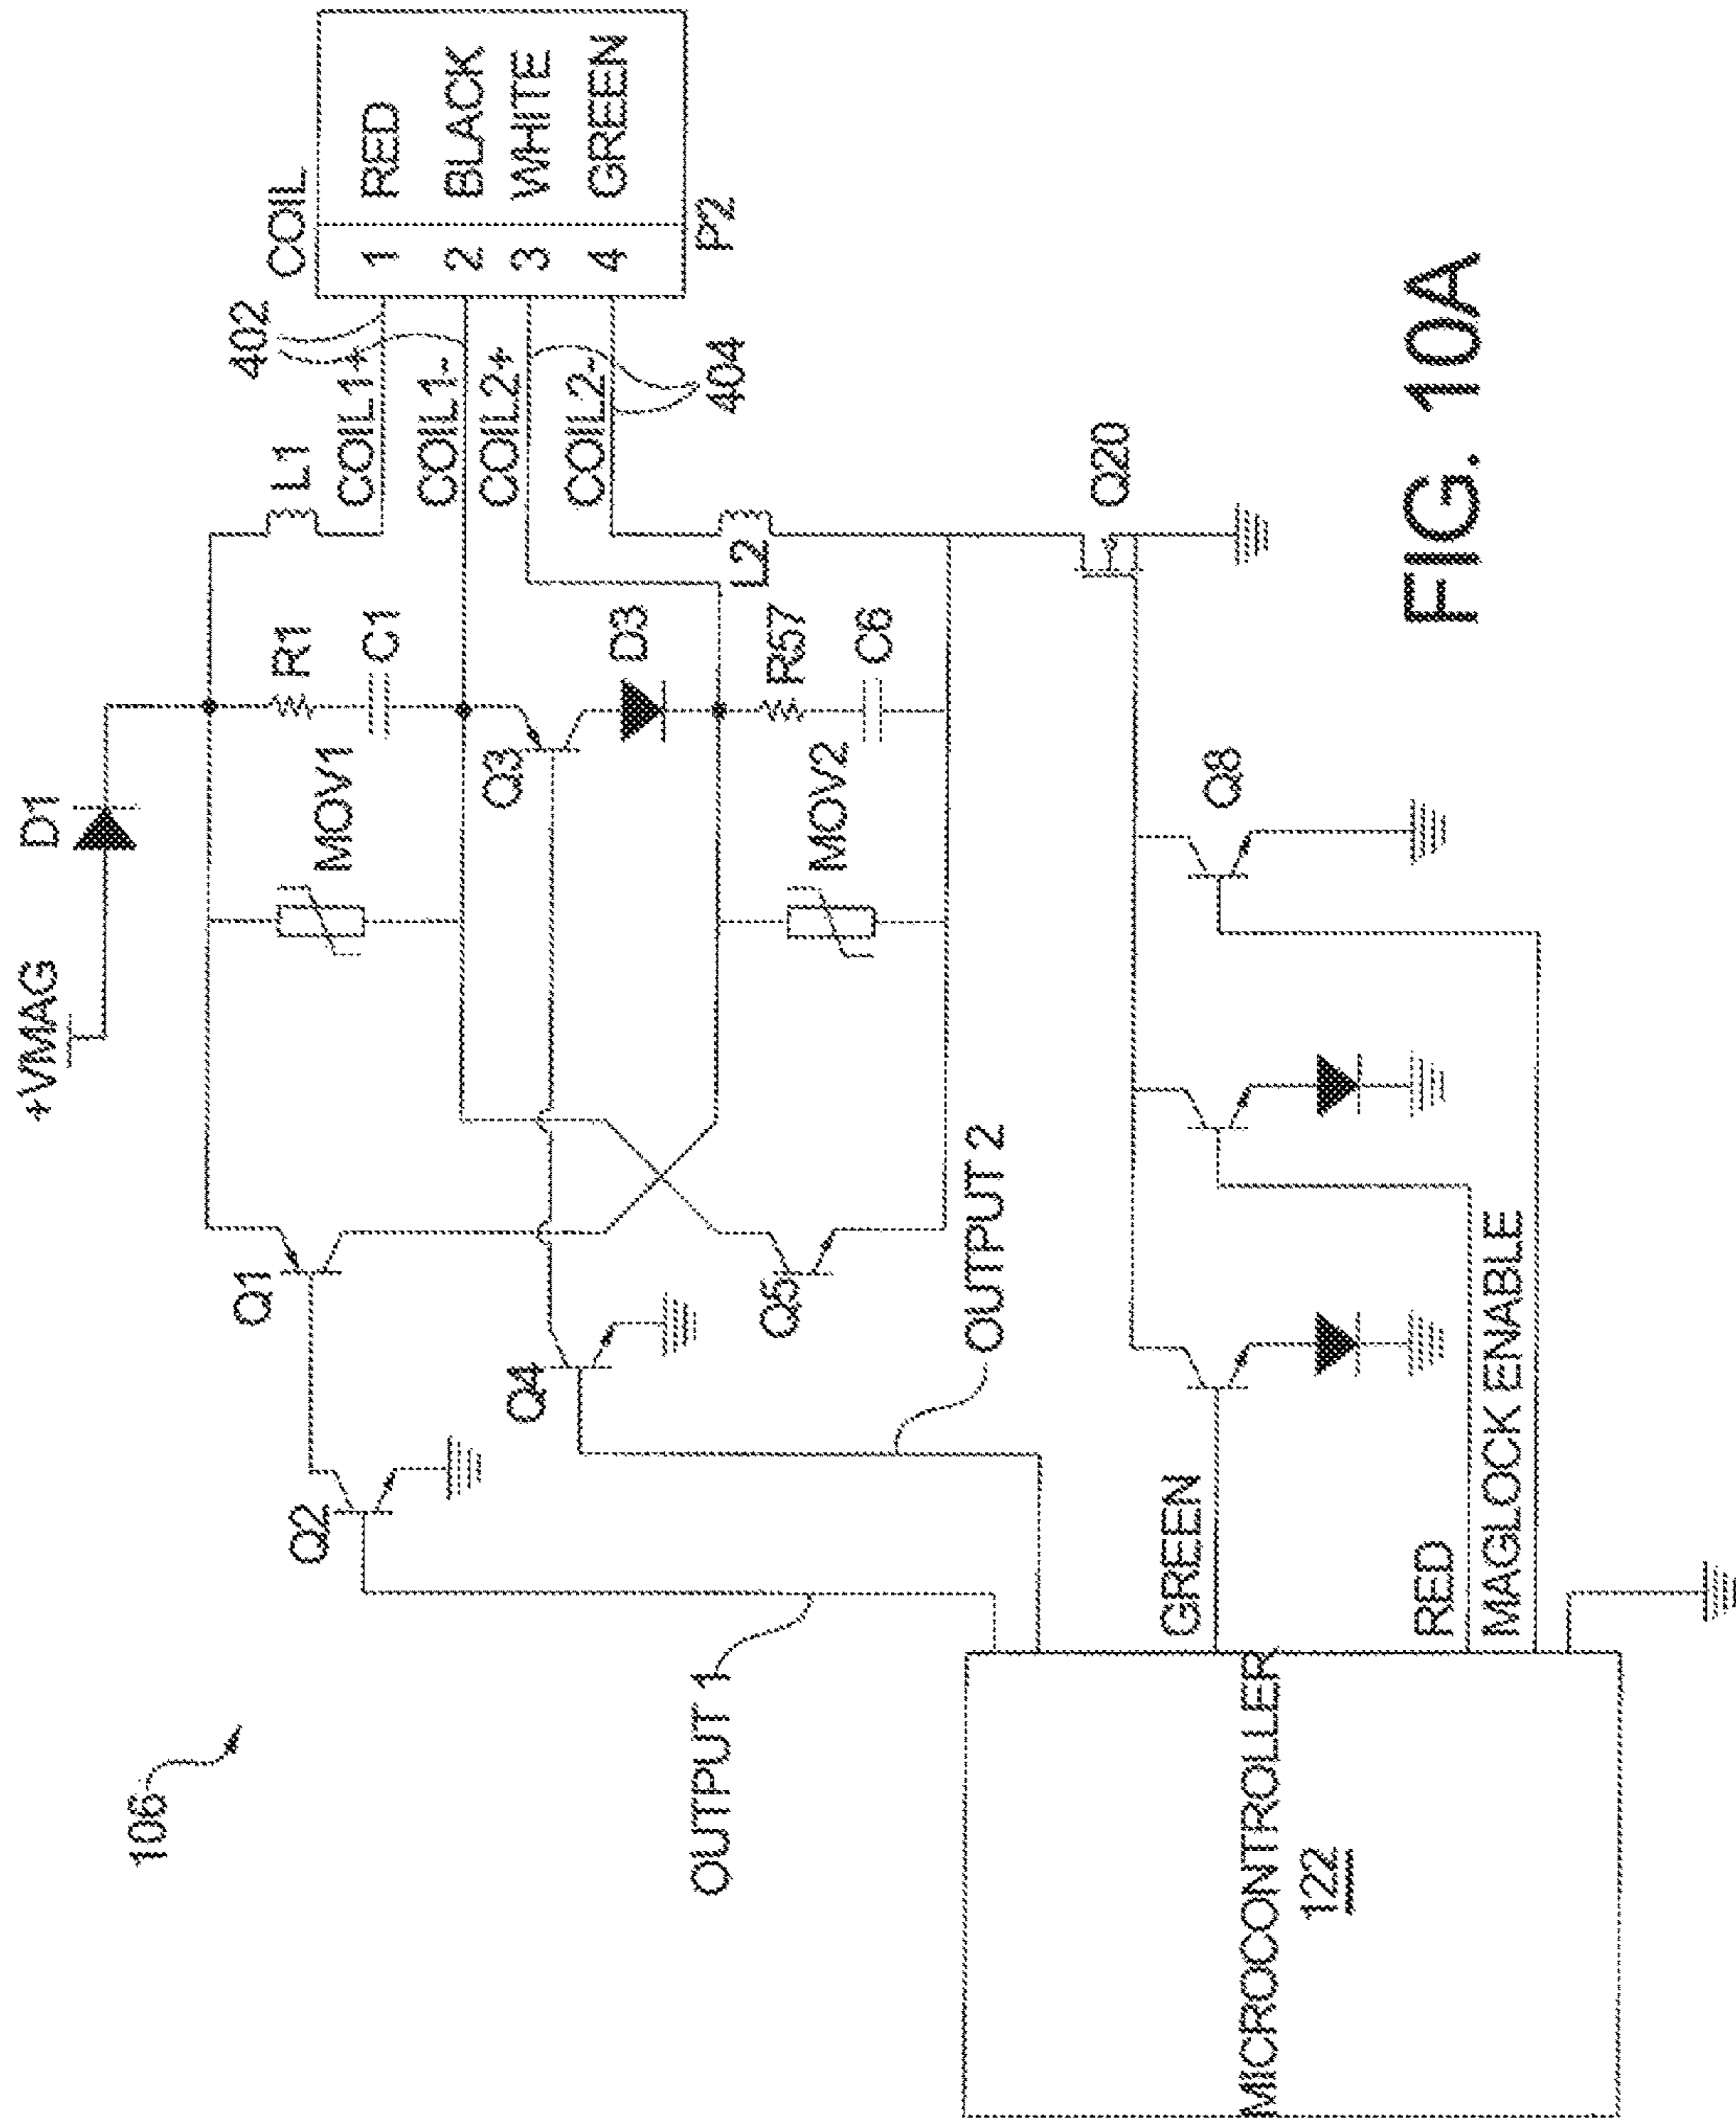 +VMAG
D1
COIL
402
L1
COIL1+
1 RED
R1
MOV1
C1
COIL1-
2 BLACK
COIL2+
3 WHITE
COIL2-
4 GREEN
P2
404
Q1
Q2
Q3
D3
Q4
L2
R57
MOV2
C6
Q5
Q20
106
OUTPUT 1
OUTPUT 2
Q8
GREEN
RED
MAGLOCK ENABLE
MICROCONTROLLER
122
FIG. 10A